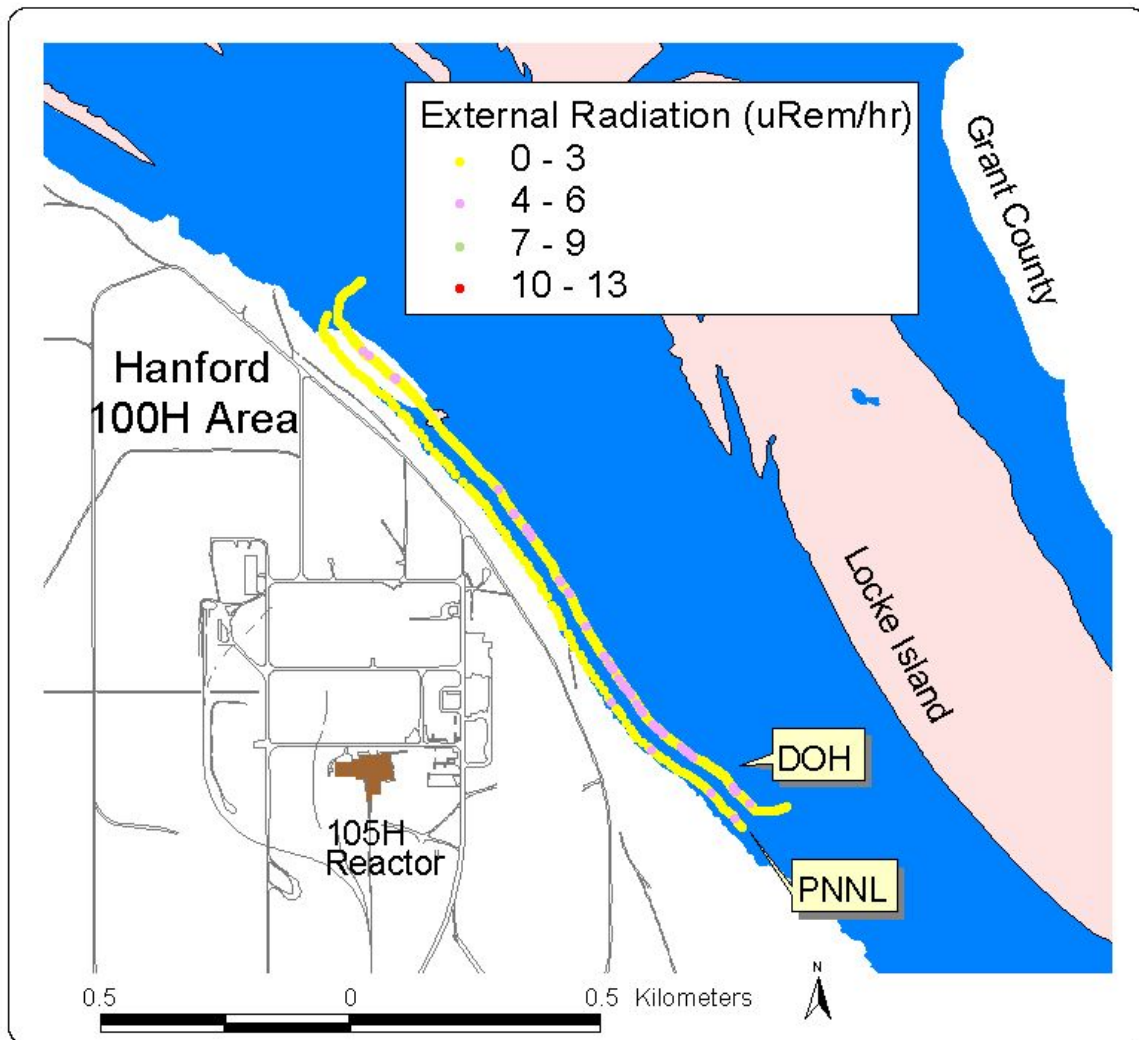 External Radiation (uRem/hr)
0 - 3
4 - 6
7 - 9
10 - 13
Grant County
Hanford
100H Area
Locke Island
DOH
105H
Reactor
PNNL
N
0.5 0 0.5 Kilometers